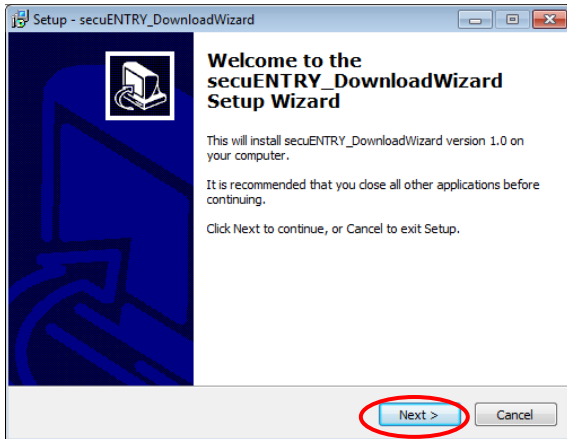 Setup - secuENTRY_DownloadWizard
Welcome to the
secuENTRY_DownloadWizard
Setup Wizard
This will install secuENTRY_DownloadWizard version 1.0 on
your computer.
It is recommended that you close all other applications before
continuing.
Click Next to continue, or Cancel to exit Setup.
Next >
Cancel